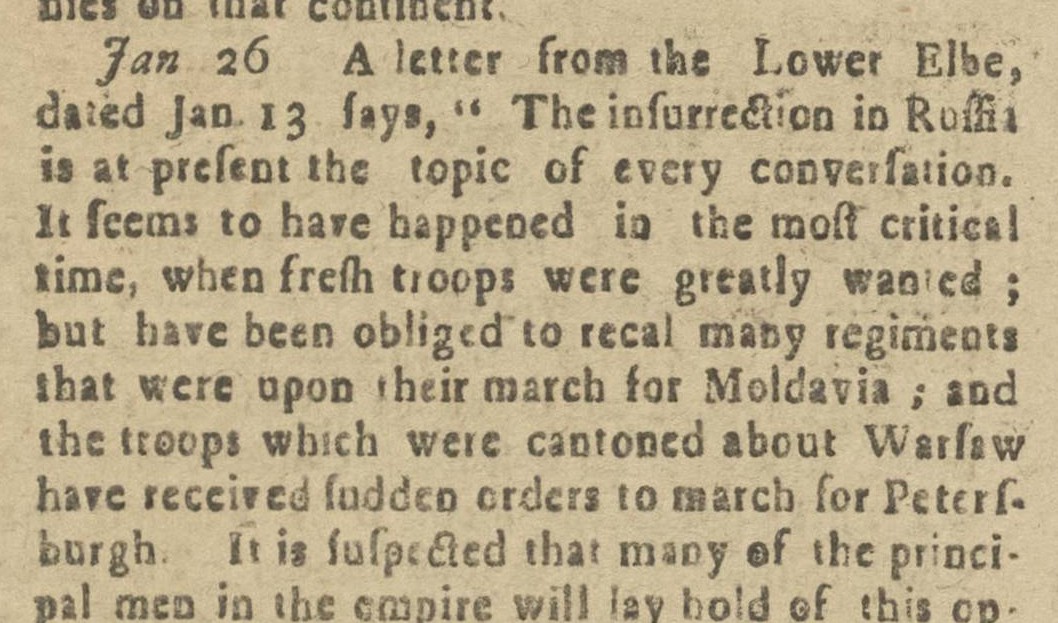 nies on that continent.
Jan 26 A letter from the Lower Elbe,
dated Jan. 13 ſays, “ The inſurrection in Ruſſia
is at preſent the topic of every converſation.
It ſeems to have happened in the moſt critical
time, when freſh troops were greatly wanted ;
but have been obliged to recal many regiments
that were upon their march for Moldavia ; and
the troops which were cantoned about Warſaw
have received ſudden orders to march for Peterſ-
burgh. It is ſuſpected that many of the princi-
pal men in the empire will lay hold of this op-